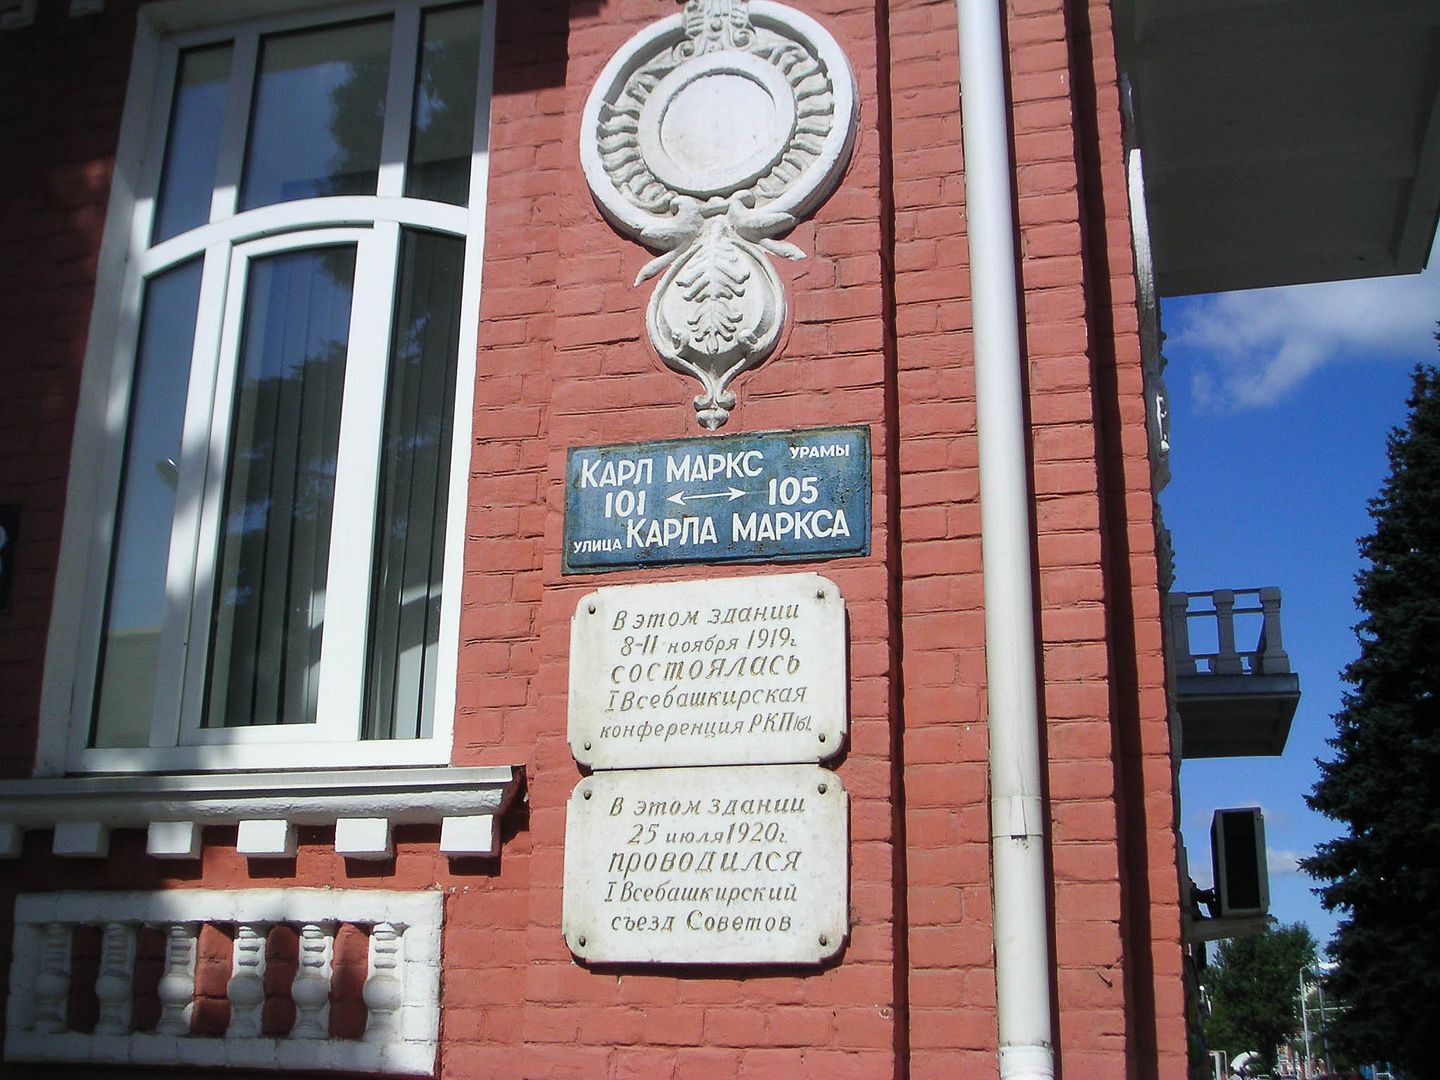 КАРЛ МАРКС УРАМЫ
101 ⟷ 105
УЛИЦА КАРЛА МАРКСА
В этом здании
8-11 ноября 1919г.
состоялась
I Всебашкирская
конференция РКП(б).
В этом здании
25 июля 1920г.
проводился
I Всебашкирский
съезд Советов